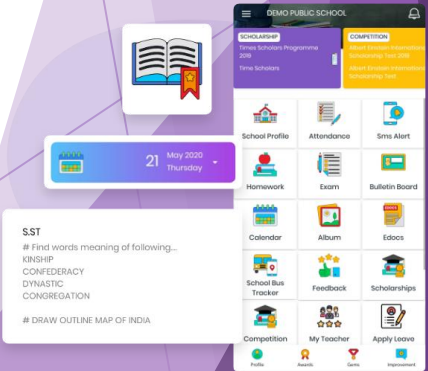 DEMO PUBLIC SCHOOL
SCHOLARSHIP
Times Scholars Programme
2019
Time Scholars
COMPETITION
Albert Einstein International
Scholarship Test 2019
Albert Einstein International
Scholarship Test
21
May 2020
Thursday
S.ST
# Find words meaning of following...
KINSHIP
CONFEDERACY
DYNASTIC
CONGREGATION
# DRAW OUTLINE MAP OF INDIA
School Profile
Attendance
Sms Alert
Homework
Exam
Bulletin Board
Calendar
Album
Edocs
School Bus
Tracker
Feedback
Scholarships
Competition
My Teacher
Apply Leave
Profile
Awards
Gems
Improvement